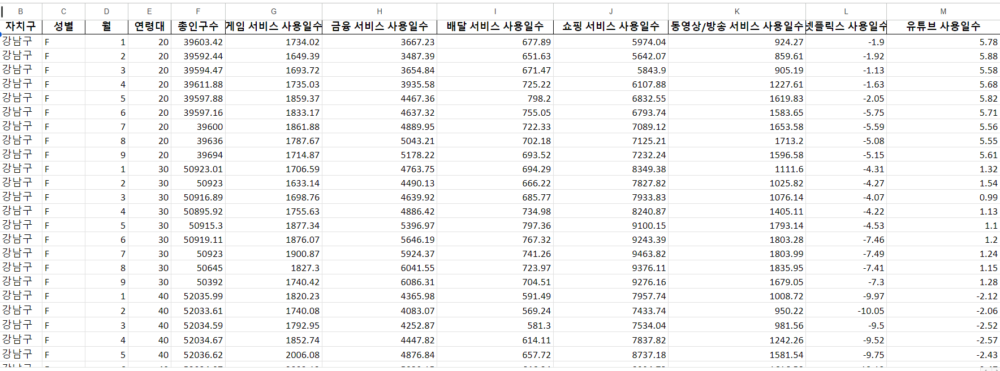 B C D E F G H I J K L M
자치구 성별 월 연령대 총인구수 게임 서비스 사용일수 금융 서비스 사용일수 배달 서비스 사용일수 쇼핑 서비스 사용일수 동영상/방송 서비스 사용일수 넷플릭스 사용일수 유튜브 사용일수
강남구 F 1 20 39603.42 1734.02 3667.23 677.89 5974.04 924.27 -1.9 5.78
강남구 F 2 20 39592.44 1649.39 3487.39 651.63 5642.07 859.61 -1.92 5.88
강남구 F 3 20 39594.47 1693.72 3654.84 671.47 5843.9 905.19 -1.13 5.58
강남구 F 4 20 39611.88 1735.03 3935.58 725.22 6107.88 1227.61 -1.63 5.68
강남구 F 5 20 39597.88 1859.37 4467.36 798.2 6832.55 1619.83 -2.05 5.82
강남구 F 6 20 39597.16 1833.17 4637.32 755.05 6793.74 1583.65 -5.75 5.71
강남구 F 7 20 39600 1861.88 4889.95 722.33 7089.12 1653.58 -5.59 5.56
강남구 F 8 20 39636 1787.67 5043.21 702.18 7125.21 1713.2 -5.08 5.55
강남구 F 9 20 39694 1714.87 5178.22 693.52 7232.24 1596.58 -5.15 5.61
강남구 F 1 30 50923.01 1706.59 4763.75 694.29 8349.38 1111.6 -4.31 1.32
강남구 F 2 30 50923 1633.14 4490.13 666.22 7827.82 1025.82 -4.27 1.54
강남구 F 3 30 50916.89 1698.76 4639.92 685.77 7933.83 1076.14 -4.07 0.99
강남구 F 4 30 50895.92 1755.63 4886.42 734.98 8240.87 1405.11 -4.22 1.13
강남구 F 5 30 50915.3 1877.34 5396.97 797.36 9100.15 1793.14 -4.53 1.1
강남구 F 6 30 50919.11 1876.07 5646.19 767.32 9243.39 1803.28 -7.46 1.2
강남구 F 7 30 50923 1900.87 5924.37 741.26 9463.82 1803.99 -7.49 1.24
강남구 F 8 30 50645 1827.3 6041.55 723.97 9376.11 1835.95 -7.41 1.15
강남구 F 9 30 50392 1740.42 6086.31 704.51 9276.16 1679.05 -7.3 1.28
강남구 F 1 40 52035.99 1820.23 4365.98 591.49 7957.74 1008.72 -9.97 -2.12
강남구 F 2 40 52033.61 1740.08 4083.07 569.24 7433.74 950.22 -10.05 -2.06
강남구 F 3 40 52034.59 1792.95 4252.87 581.3 7534.04 981.56 -9.5 -2.52
강남구 F 4 40 52034.67 1852.74 4447.82 614.11 7837.82 1242.26 -9.52 -2.57
강남구 F 5 40 52036.62 2006.08 4876.84 657.72 8737.18 1581.54 -9.75 -2.43